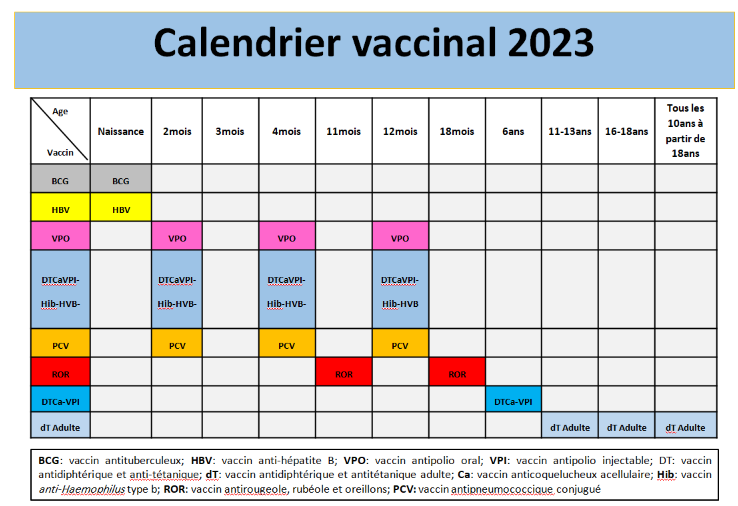 Calendrier vaccinal 2023
Age
Vaccin
Naissance 2mois 3mois 4mois 11mois 12mois 18mois 6ans 11-13ans 16-18ans Tous les
10ans à
partir de
18ans
BCG BCG
HBV HBV
VPO VPO VPO VPO
DTCaVPI- DTCaVPI- DTCaVPI- DTCaVPI-
Hib-HVB- Hib-HVB- Hib-HVB- Hib-HVB
PCV PCV PCV PCV
ROR ROR ROR
DTCa-VPI DTCa-VPI
dT Adulte dT Adulte dT Adulte dT Adulte
BCG: vaccin antituberculeux; HBV: vaccin anti-hépatite B; VPO: vaccin antipolio oral; VPI: vaccin antipolio injectable; DT: vaccin
antidiphtérique et anti-tétanique; dT: vaccin antidiphtérique et antitétanique adulte; Ca: vaccin anticoquelucheux acellulaire; Hib: vaccin
anti-Haemophilus type b; ROR: vaccin antirougeole, rubéole et oreillons; PCV: vaccin antipneumococcique conjugué